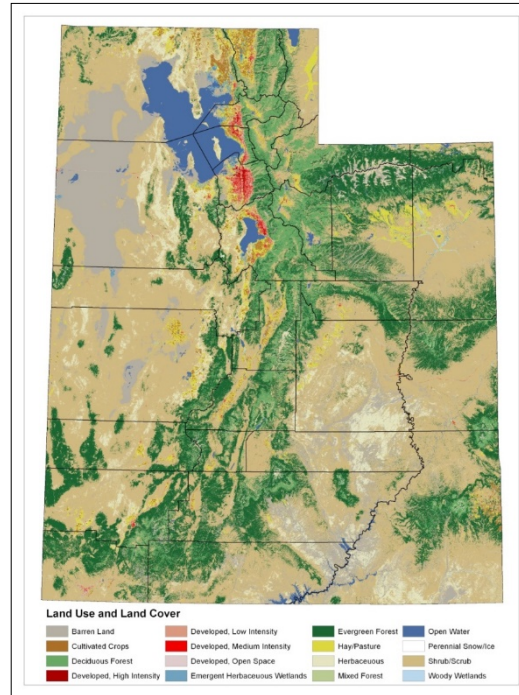 Land Use and Land Cover
Barren Land
Cultivated Crops
Deciduous Forest
Developed, High Intensity
Developed, Low Intensity
Developed, Medium Intensity
Developed, Open Space
Emergent Herbaceous Wetlands
Evergreen Forest
Hay/Pasture
Herbaceous
Mixed Forest
Open Water
Perennial Snow/Ice
Shrub/Scrub
Woody Wetlands